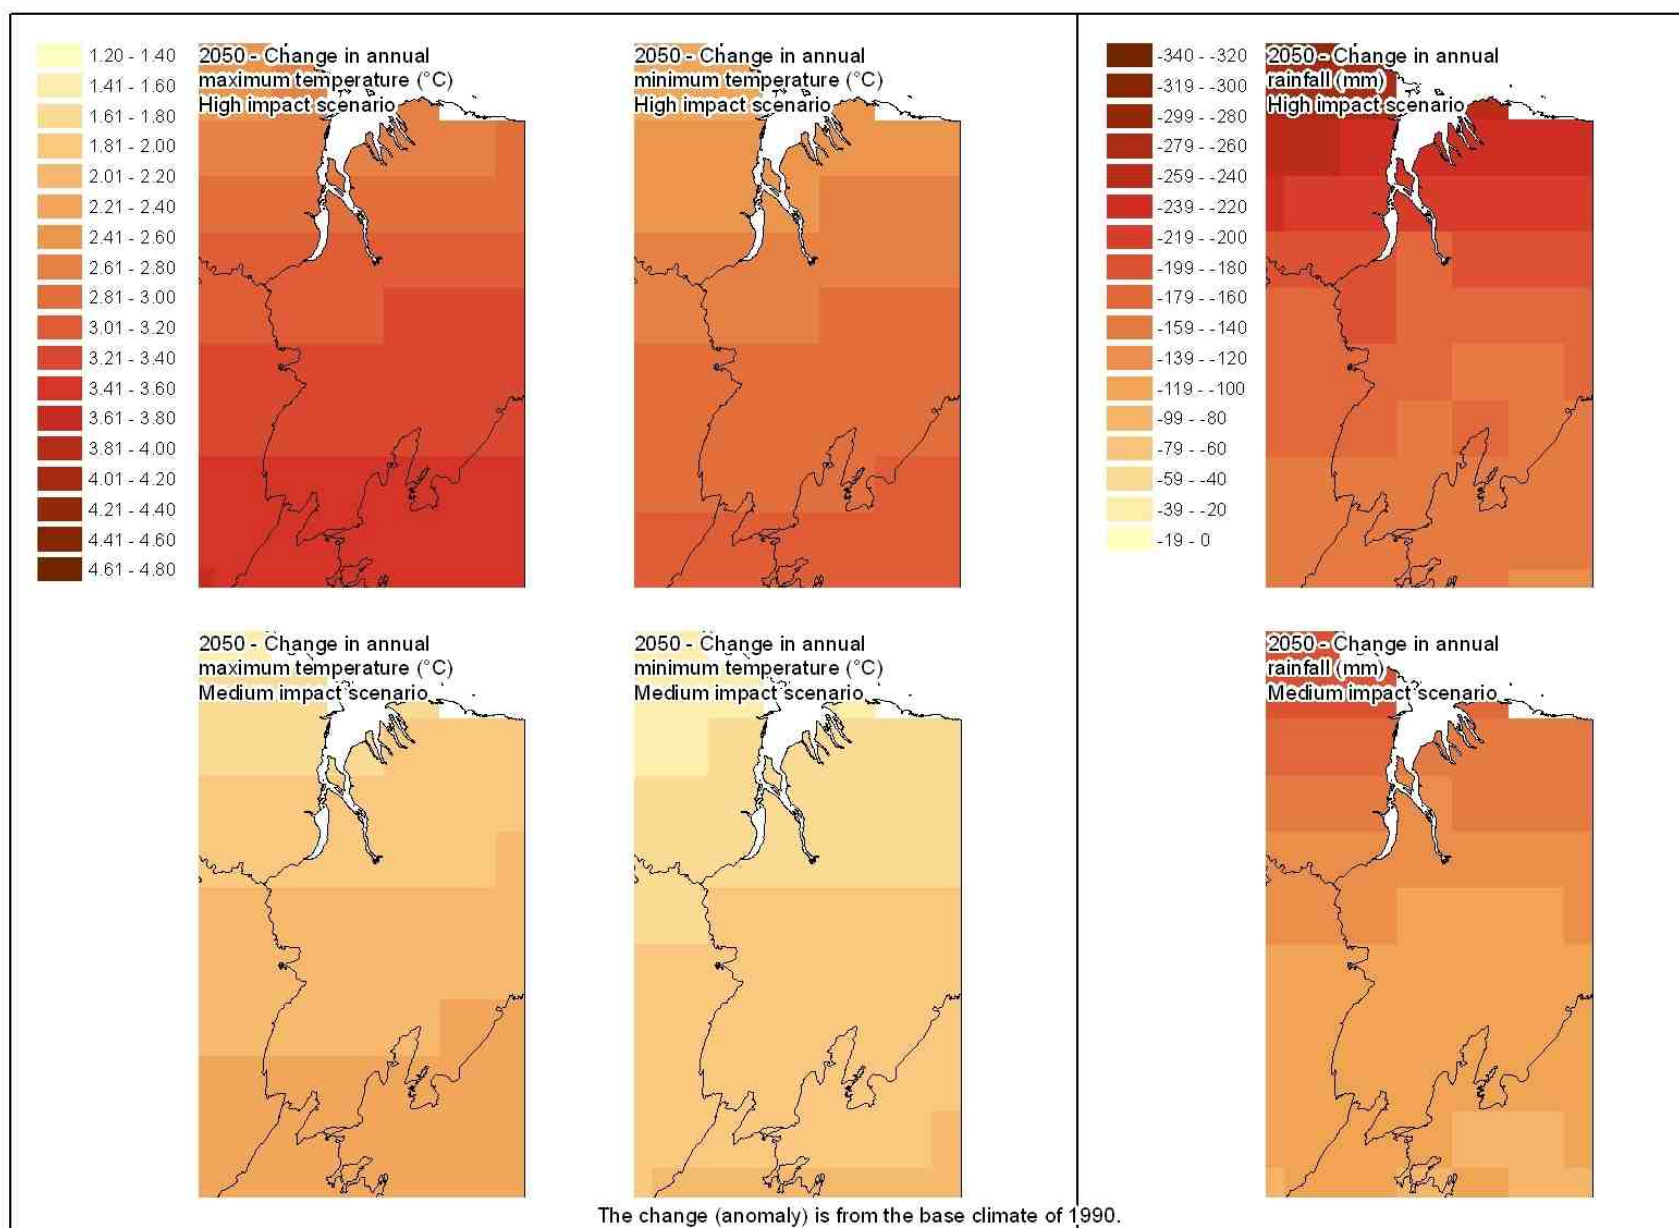 1.20 - 1.40
1.41 - 1.60
1.61 - 1.80
1.81 - 2.00
2.01 - 2.20
2.21 - 2.40
2.41 - 2.60
2.61 - 2.80
2.81 - 3.00
3.01 - 3.20
3.21 - 3.40
3.41 - 3.60
3.61 - 3.80
3.81 - 4.00
4.01 - 4.20
4.21 - 4.40
4.41 - 4.60
4.61 - 4.80
2050 - Change in annual
maximum temperature (°C)
High impact scenario
2050 - Change in annual
minimum temperature (°C)
High impact scenario
-340 - -320
-319 - -300
-299 - -280
-279 - -260
-259 - -240
-239 - -220
-219 - -200
-199 - -180
-179 - -160
-159 - -140
-139 - -120
-119 - -100
-99 - -80
-79 - -60
-59 - -40
-39 - -20
-19 - 0
2050 - Change in annual
rainfall (mm)
High impact scenario
2050 - Change in annual
maximum temperature (°C)
Medium impact scenario
2050 - Change in annual
minimum temperature (°C)
Medium impact scenario
2050 - Change in annual
rainfall (mm)
Medium impact scenario
The change (anomaly) is from the base climate of 1990.